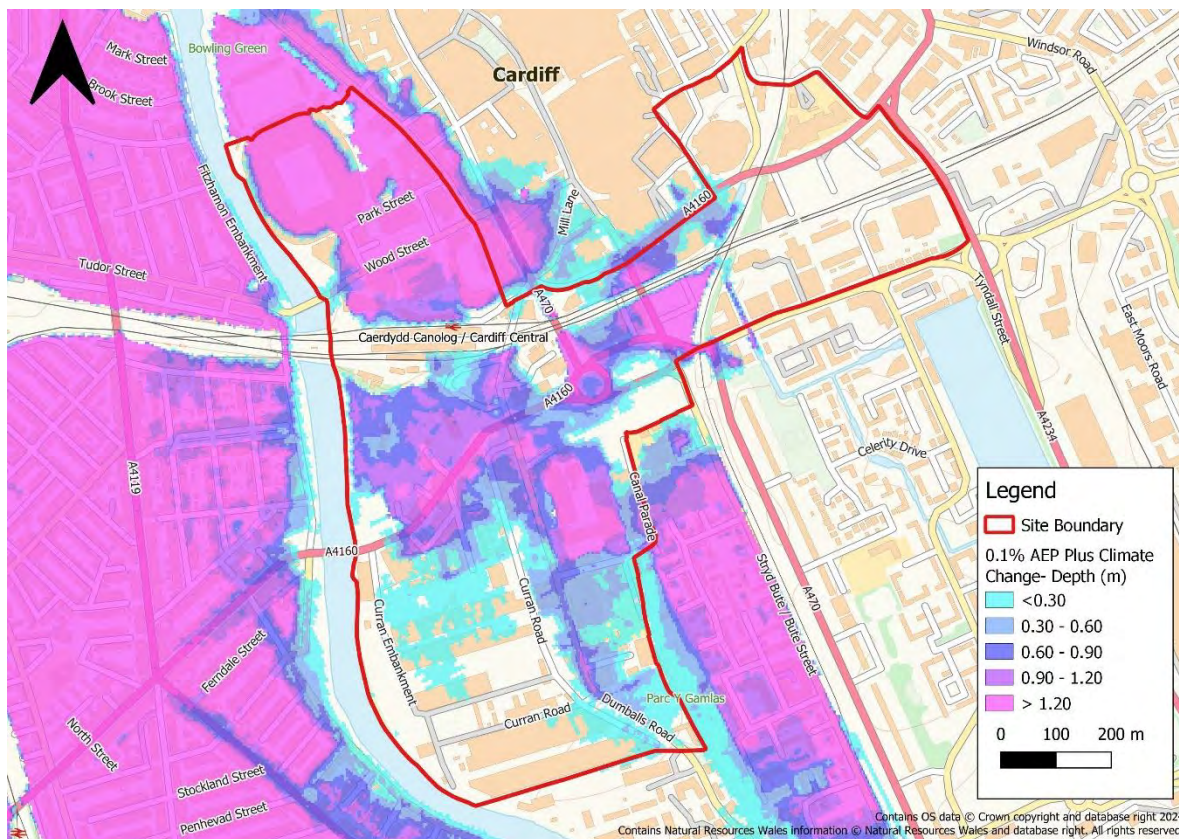 Mark Street
Brook Street
Bowling Green
Cardiff
Windsor Road
Fitzhamon Embankment
Park Street
Wood Street
Mill Lane
A4160
Tudor Street
A470
Caerdydd Canolog / Cardiff Central
A4160
Tyndall Street
East Moors Road
A4119
Canal Parade
Celerity Drive
A4234
A4160
Curran Embankment
Curran Road
Stryd Bute / Bute Street
A470
Ferndale Street
Parc Y Gamlas
Dumballs Road
Curran Road
North Street
Stockland Street
Penhevad Street
Legend
Site Boundary
0.1% AEP Plus Climate
Change- Depth (m)
<0.30
0.30 - 0.60
0.60 - 0.90
0.90 - 1.20
> 1.20
0 100 200 m
Contains OS data © Crown copyright and database right 202
Contains Natural Resources Wales information © Natural Resources Wales and database right. All rights reserv